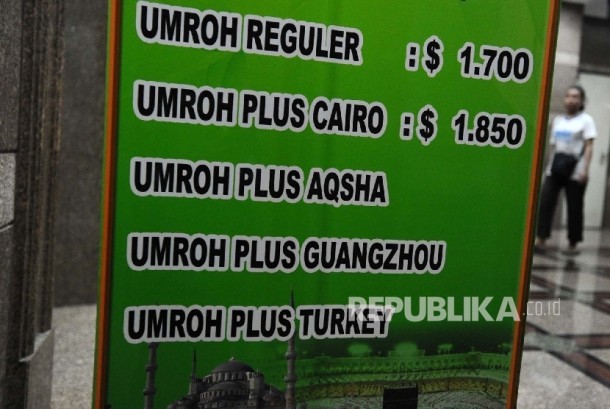 UMROH REGULER : $ 1.700
UMROH PLUS CAIRO : $ 1.850
UMROH PLUS AQSHA
UMROH PLUS GUANGZHOU
UMROH PLUS TURKEY
REPUBLIKA.co.id